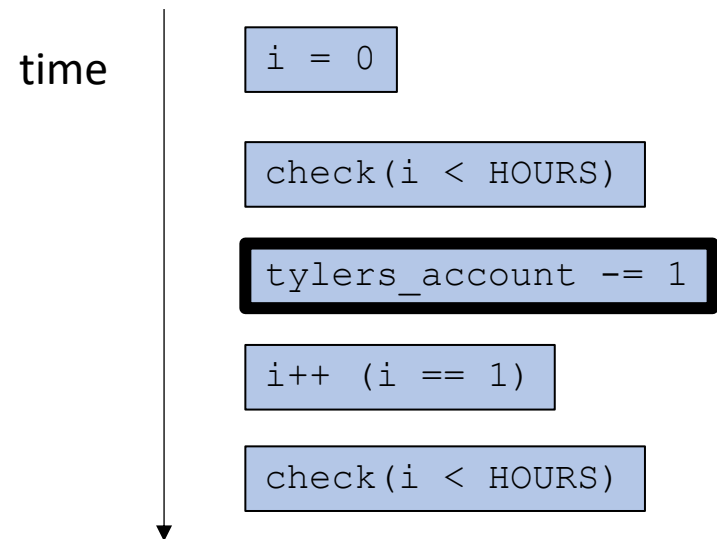 time
i = 0
check(i < HOURS)
tylers_account -= 1
i++ (i == 1)
check(i < HOURS)